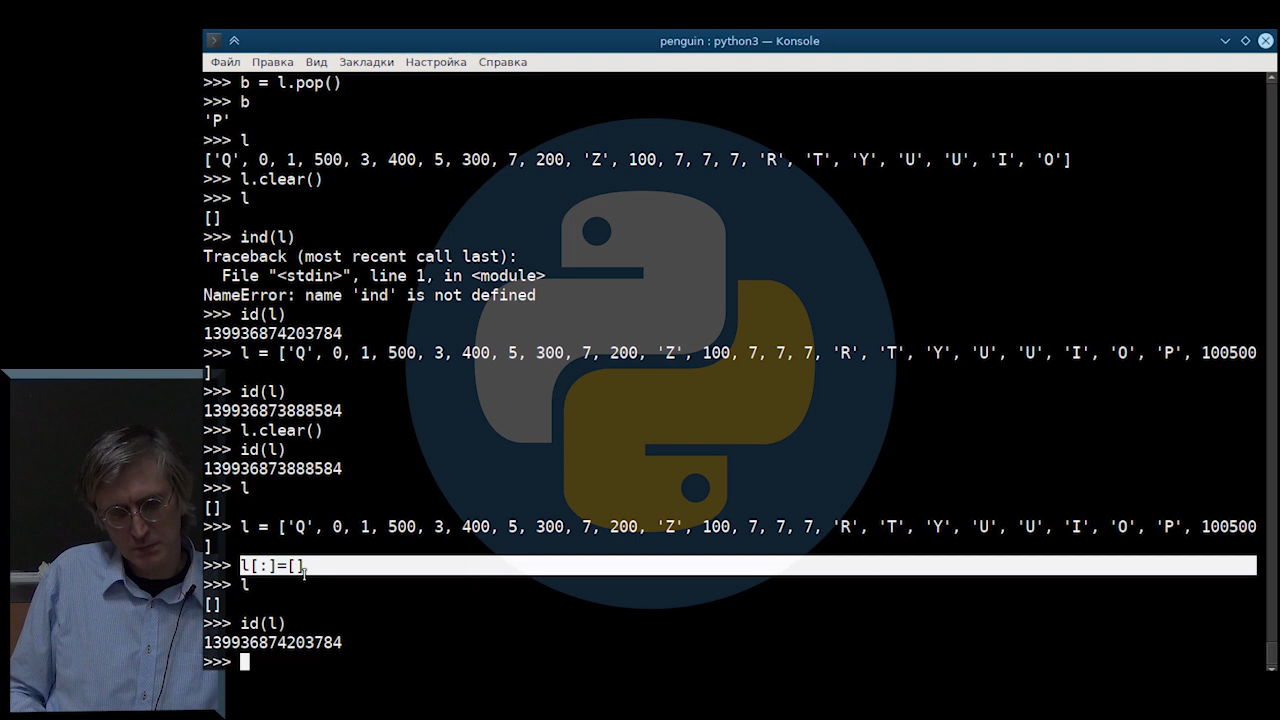 penguin : python3 — Konsole
Файл Правка Вид Закладки Настройка Справка
>>> b = l.pop()
>>> b
'P'
>>> l
['Q', 0, 1, 500, 3, 400, 5, 300, 7, 200, 'Z', 100, 7, 7, 7, 'R', 'T', 'Y', 'U', 'U', 'I', 'O']
>>> l.clear()
>>> l
[]
>>> ind(l)
Traceback (most recent call last):
  File "<stdin>", line 1, in <module>
NameError: name 'ind' is not defined
>>> id(l)
139936874203784
>>> l = ['Q', 0, 1, 500, 3, 400, 5, 300, 7, 200, 'Z', 100, 7, 7, 7, 'R', 'T', 'Y', 'U', 'U', 'I', 'O', 'P', 100500
]
>>> id(l)
139936873888584
>>> l.clear()
>>> id(l)
139936873888584
>>> l
[]
>>> l = ['Q', 0, 1, 500, 3, 400, 5, 300, 7, 200, 'Z', 100, 7, 7, 7, 'R', 'T', 'Y', 'U', 'U', 'I', 'O', 'P', 100500
]
>>> l[:]=[]
>>> l
[]
>>> id(l)
139936874203784
>>>